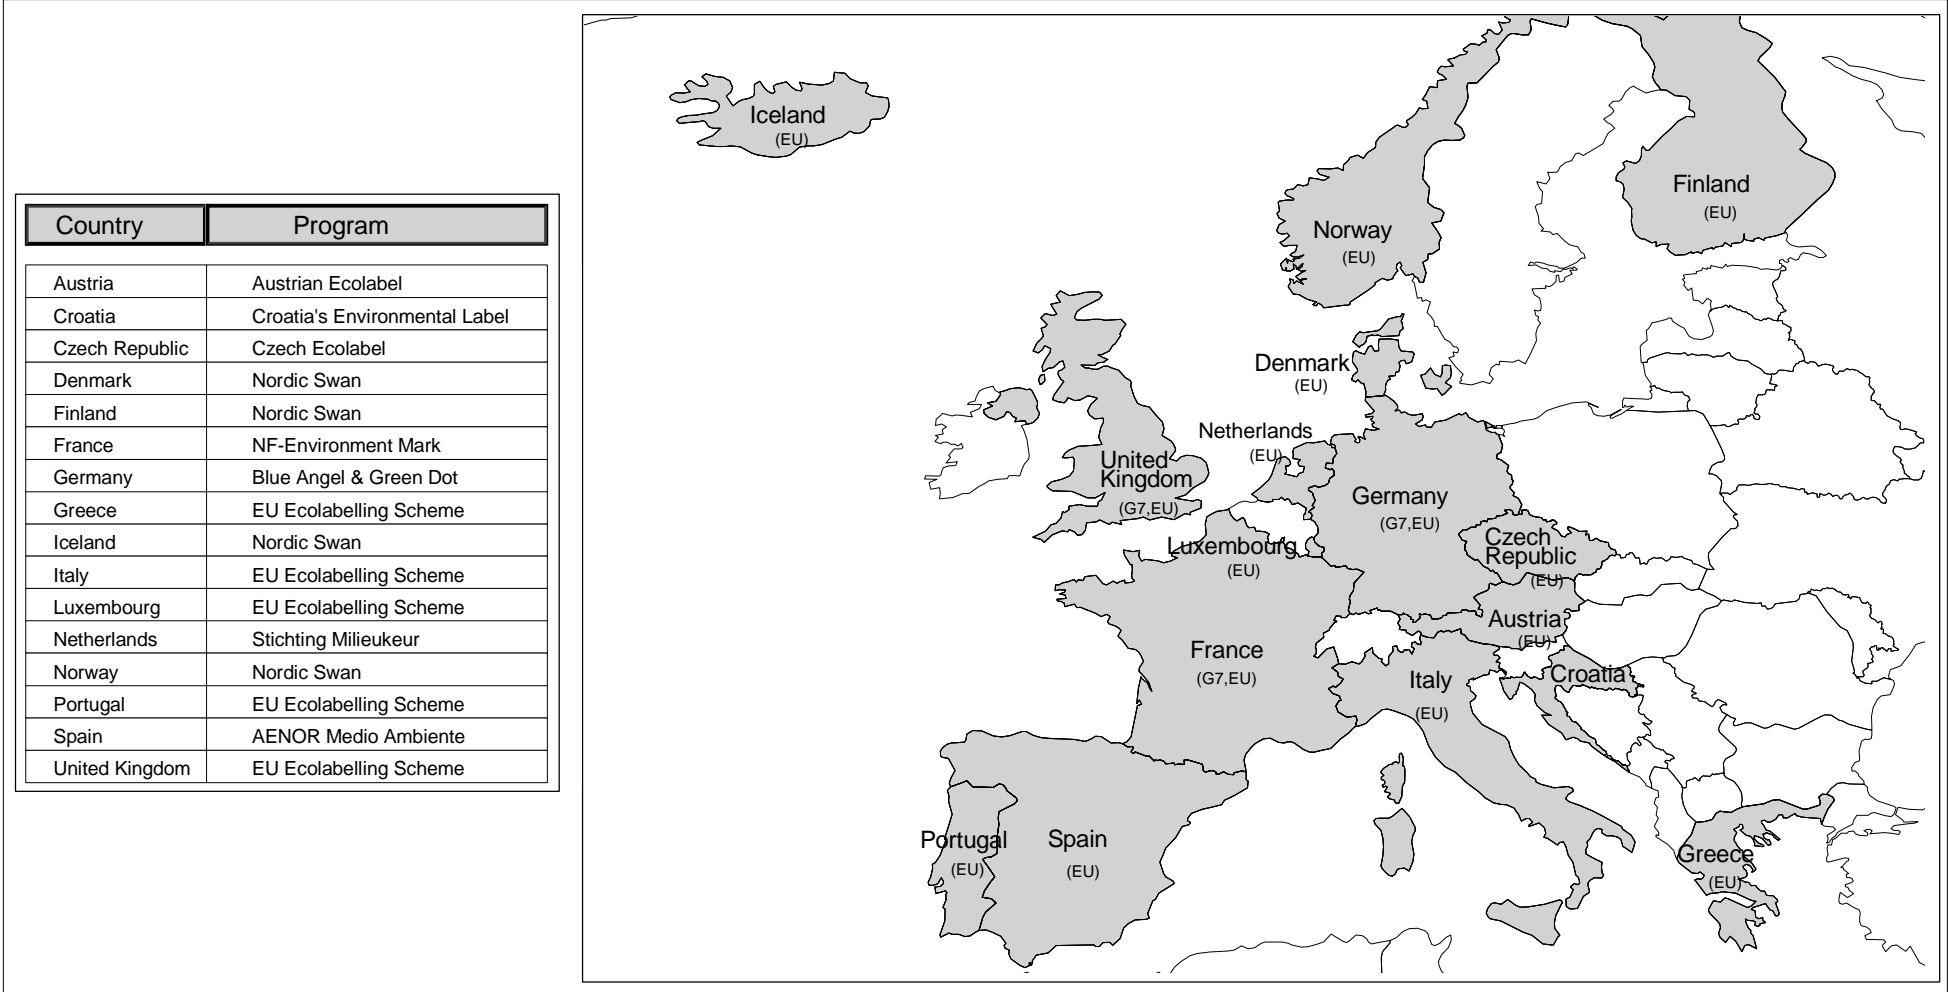 Country Program
Austria Austrian Ecolabel
Croatia Croatia's Environmental Label
Czech Republic Czech Ecolabel
Denmark Nordic Swan
Finland Nordic Swan
France NF-Environment Mark
Germany Blue Angel & Green Dot
Greece EU Ecolabelling Scheme
Iceland Nordic Swan
Italy EU Ecolabelling Scheme
Luxembourg EU Ecolabelling Scheme
Netherlands Stichting Milieukeur
Norway Nordic Swan
Portugal EU Ecolabelling Scheme
Spain AENOR Medio Ambiente
United Kingdom EU Ecolabelling Scheme
Iceland
(EU)
Finland
(EU)
Norway
(EU)
Denmark
(EU)
Netherlands
(EU)
United
Kingdom
(G7,EU)
Germany
(G7,EU)
Luxembourg
(EU)
Czech
Republic
(EU)
Austria
(EU)
France
(G7,EU)
Croatia
Italy
(EU)
Portugal
(EU)
Spain
(EU)
Greece
(EU)